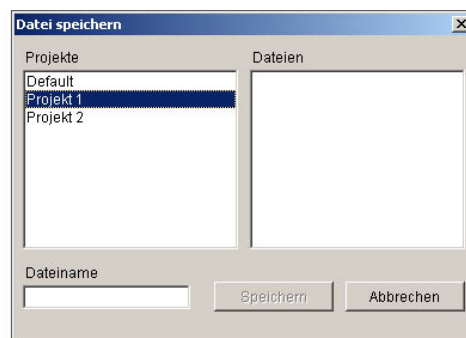 Datei speichern
Projekte
Dateien
Default
Projekt 1
Projekt 2
Dateiname
Speichern
Abbrechen